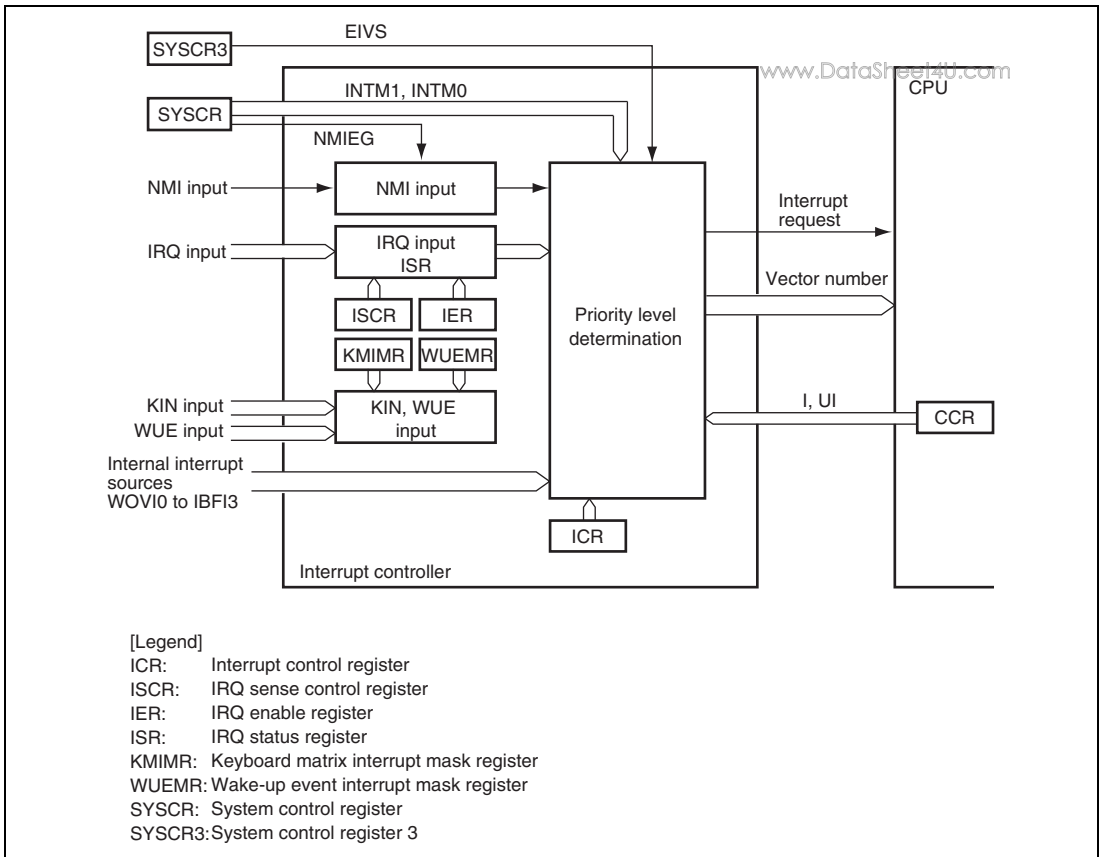 EIVS
SYSCR3
www.DataSheet4U.com
CPU
INTM1, INTM0
SYSCR
NMIEG
NMI input
NMI input
Interrupt
request
IRQ input
IRQ input
ISR
Vector number
ISCR
IER
Priority level
determination
KMIMR
WUEMR
KIN input
WUE input
KIN, WUE
input
I, UI
CCR
Internal interrupt
sources
WOVI0 to IBFI3
ICR
Interrupt controller
[Legend]
ICR: Interrupt control register
ISCR: IRQ sense control register
IER: IRQ enable register
ISR: IRQ status register
KMIMR: Keyboard matrix interrupt mask register
WUEMR: Wake-up event interrupt mask register
SYSCR: System control register
SYSCR3: System control register 3